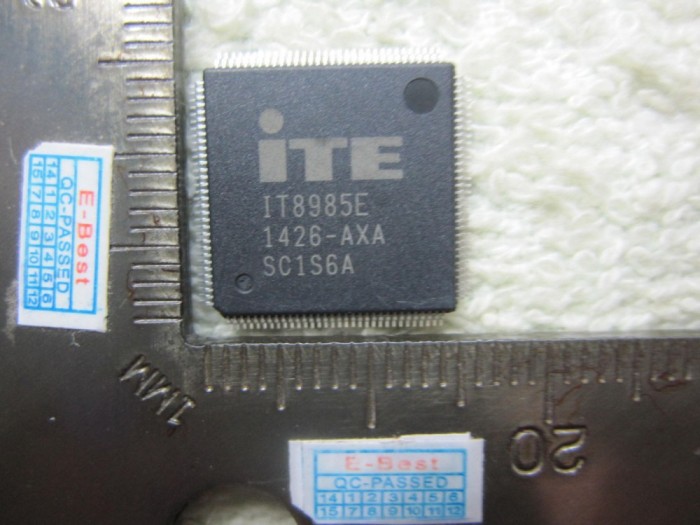 iTE
IT8985E
1426-AXA
SC1S6A
E-Best
QC-PASSED
14 1 2 3 4 5 6
15 7 8 9 10 11 12
1MM
E-Best
QC-PASSED
14 1 2 3 4 5 6
15 7 8 9 10 11 12
20